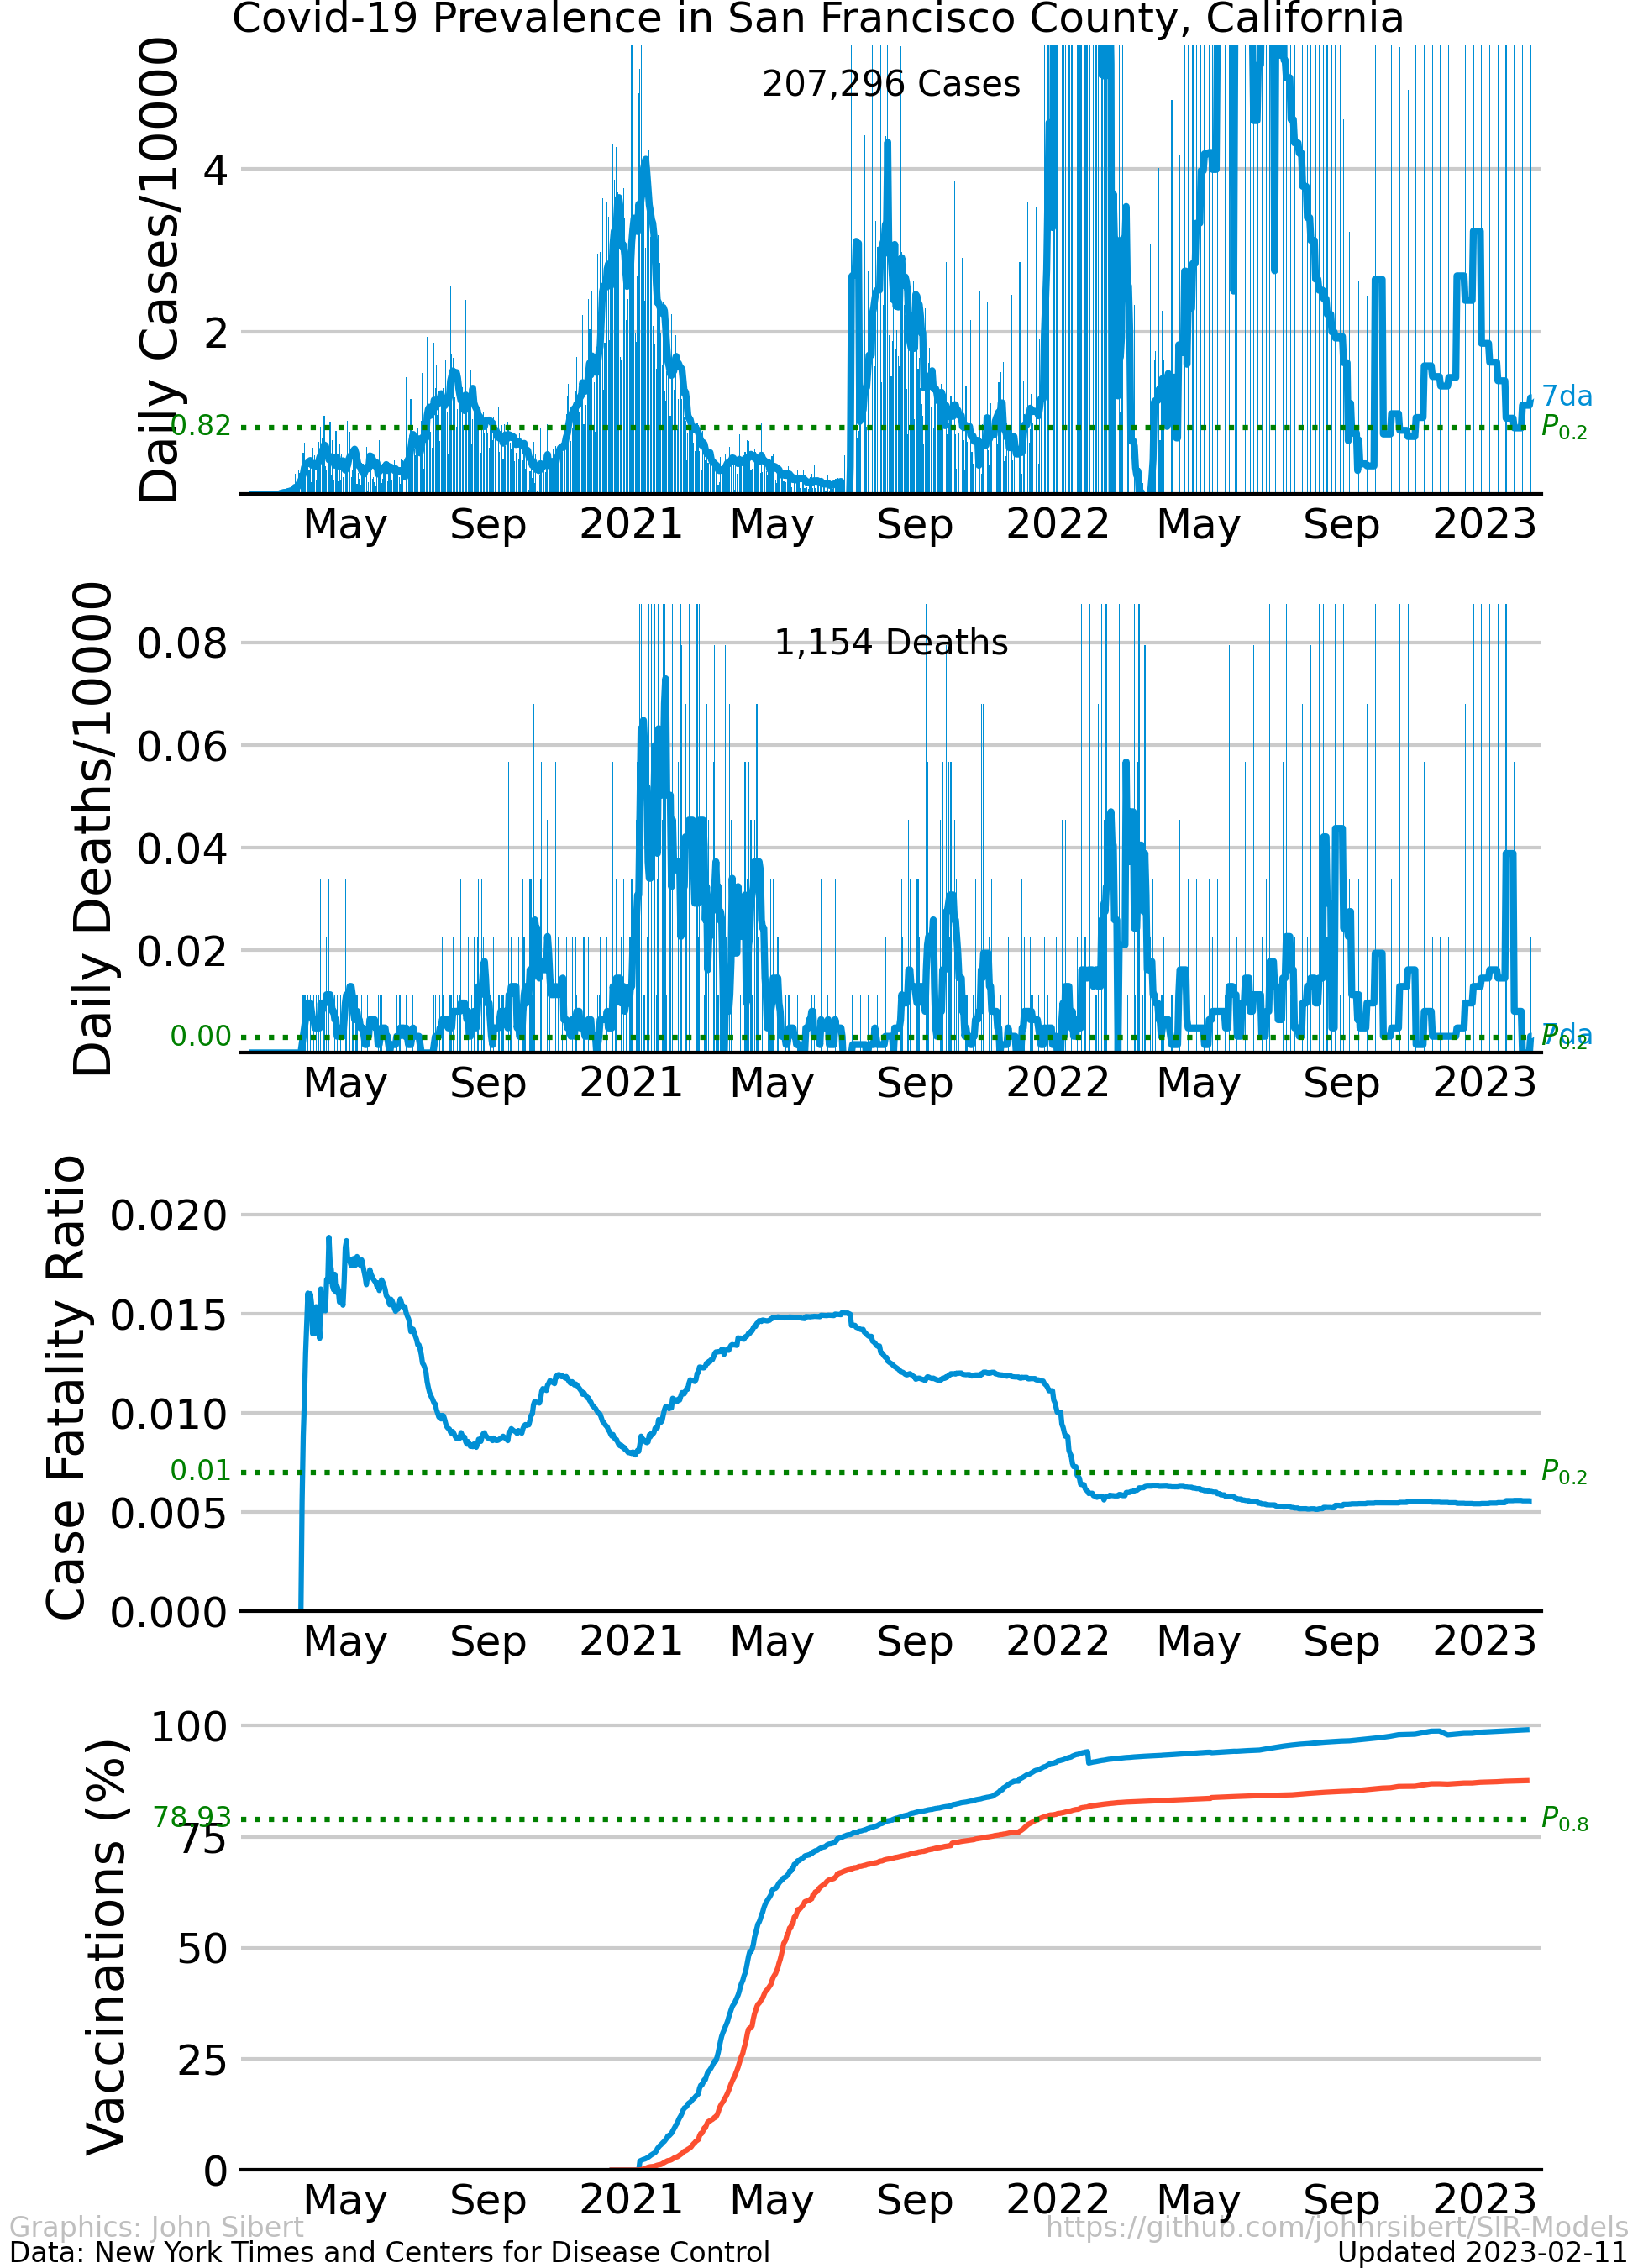 Covid-19 Prevalence in San Francisco County, California
Daily Cases/10000
207,296 Cases
4
2
0.82
7da
P0.2
May Sep 2021 May Sep 2022 May Sep 2023
Daily Deaths/10000
1,154 Deaths
0.08
0.06
0.04
0.02
0.00
7da
P0.2
May Sep 2021 May Sep 2022 May Sep 2023
Case Fatality Ratio
0.020
0.015
0.010
0.01
P0.2
0.005
0.000
May Sep 2021 May Sep 2022 May Sep 2023
Vaccinations (%)
100
78.93
P0.8
75
50
25
0
May Sep 2021 May Sep 2022 May Sep 2023
Graphics: John Sibert
https://github.com/johnrsibert/SIR-Models
Data: New York Times and Centers for Disease Control
Updated 2023-02-11